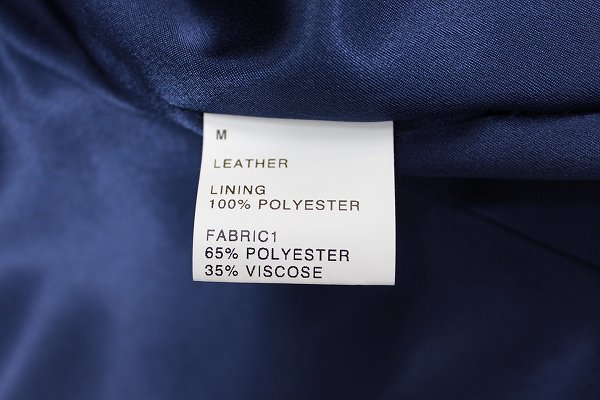 M
LEATHER
LINING
100% POLYESTER
FABRIC1
65% POLYESTER
35% VISCOSE